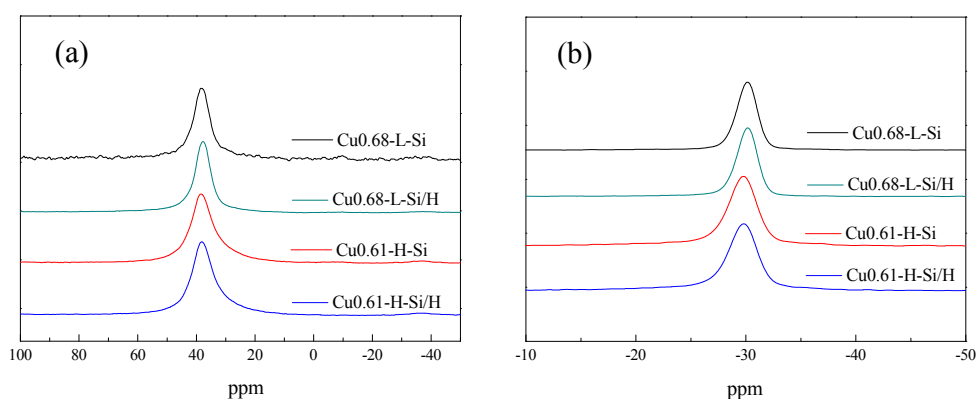 (a)
Cu0.68-L-Si
Cu0.68-L-Si/H
Cu0.61-H-Si
Cu0.61-H-Si/H
100 80 60 40 20 0 -20 -40
ppm
(b)
Cu0.68-L-Si
Cu0.68-L-Si/H
Cu0.61-H-Si
Cu0.61-H-Si/H
-10 -20 -30 -40 -50
ppm